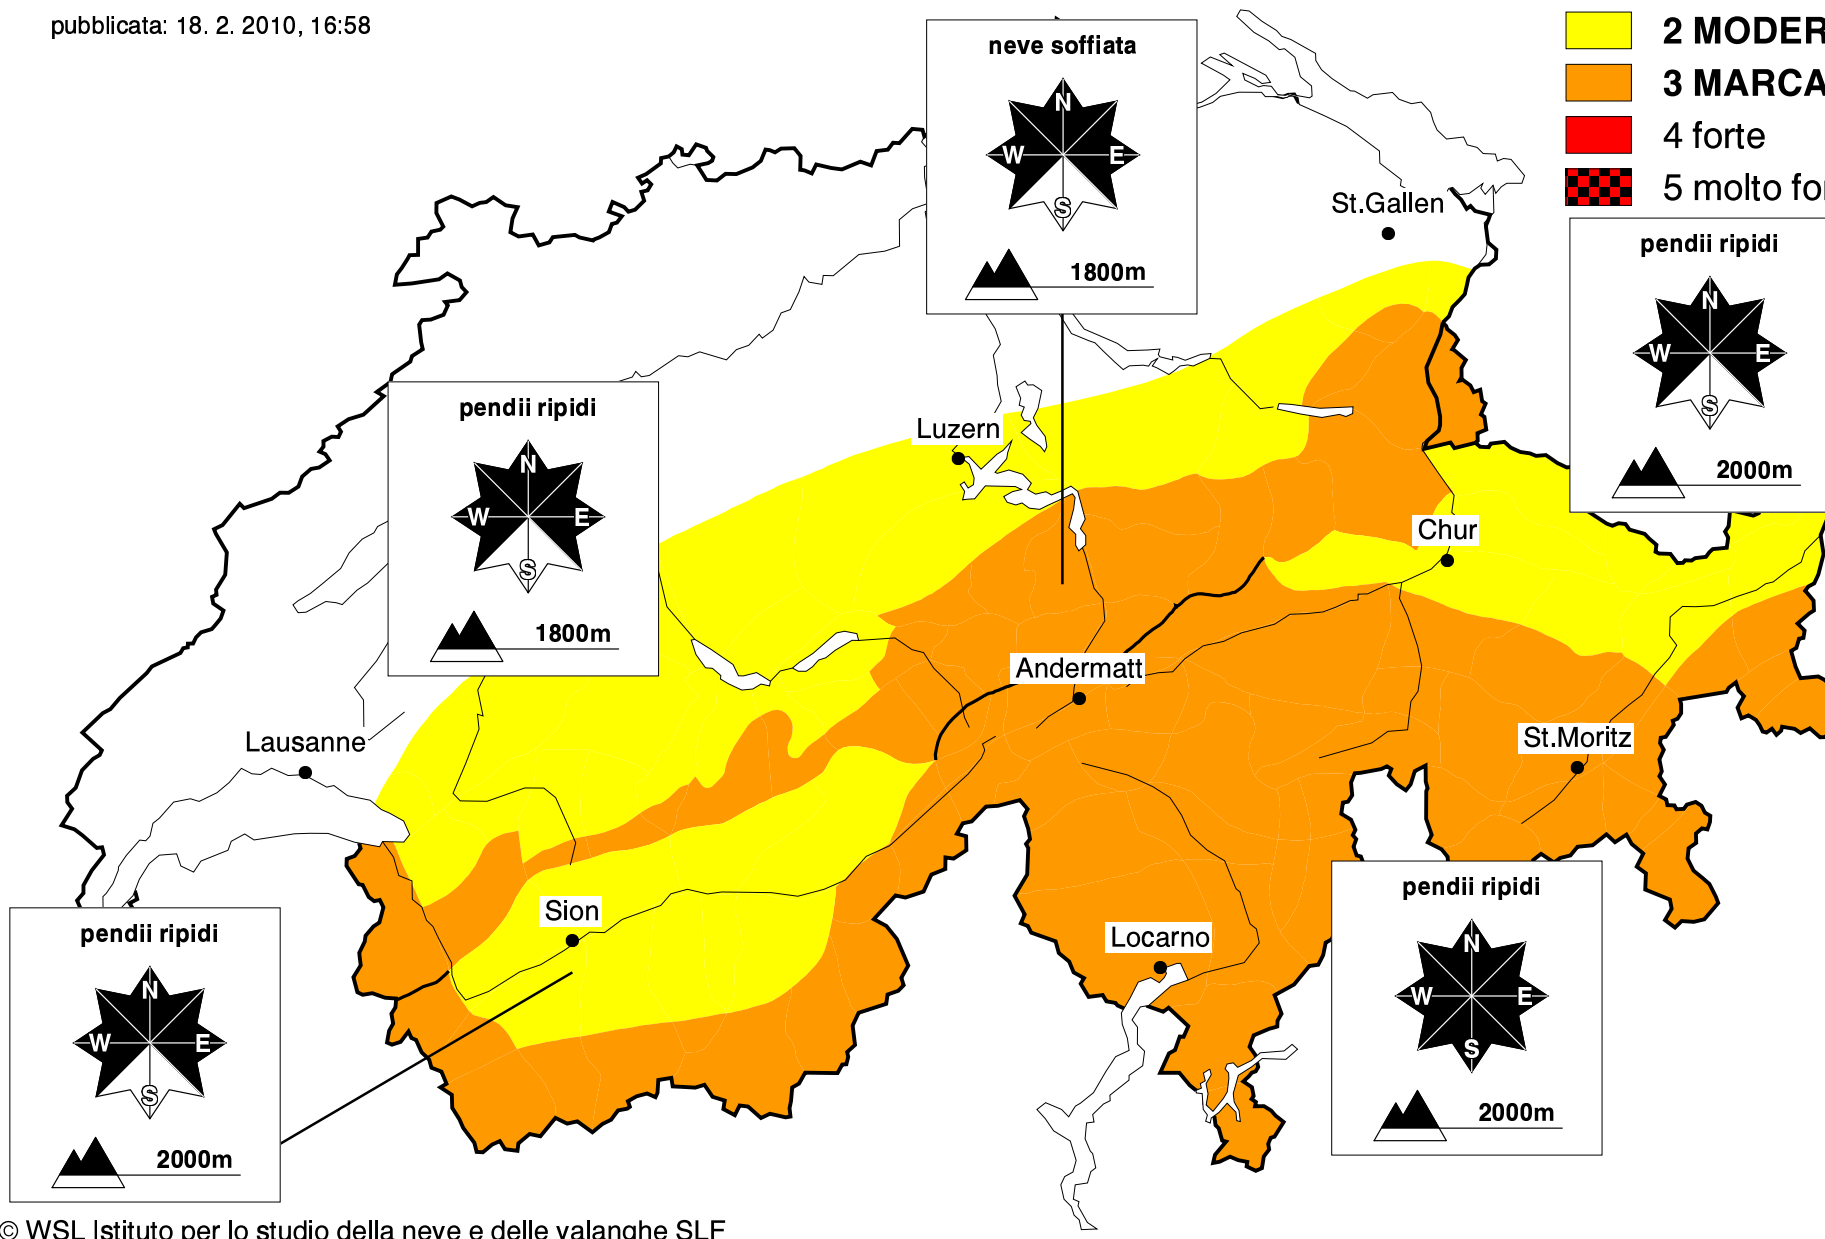 pubblicata: 18. 2. 2010, 16:58
2 MODER
3 MARCA
4 forte
5 molto for
neve soffiata
N
W E
S
1800m
St.Gallen
pendii ripidi
N
W E
S
2000m
pendii ripidi
N
W E
S
1800m
Luzern
Chur
Andermatt
St.Moritz
Lausanne
Sion
Locarno
pendii ripidi
N
W E
S
2000m
pendii ripidi
N
W E
S
2000m
© WSL Istituto per lo studio della neve e delle valanghe SLF